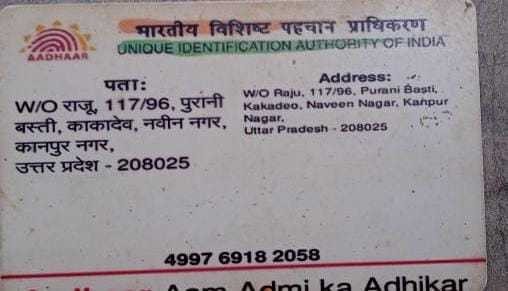 भारतीय विशिष्ट पहचान प्राधिकरण
UNIQUE IDENTIFICATION AUTHORITY OF INDIA
AADHAAR
पताः
W/O राजू, 117/96, पुरानी
बस्ती, काकादेव, नवीन नगर,
कानपुर नगर,
उत्तर प्रदेश - 208025
Address:
W/O Raju, 117/96, Purani Basti,
Kakadeo, Naveen Nagar, Kanpur
Nagar,
Uttar Pradesh - 208025
4997 6918 2058
Aam Admi ka Adhikar